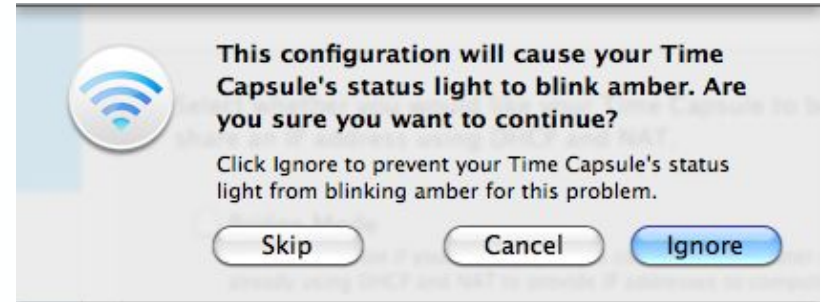 This configuration will cause your Time
Capsule's status light to blink amber. Are
you sure you want to continue?
Click Ignore to prevent your Time Capsule's status
light from blinking amber for this problem.
Skip
Cancel
Ignore